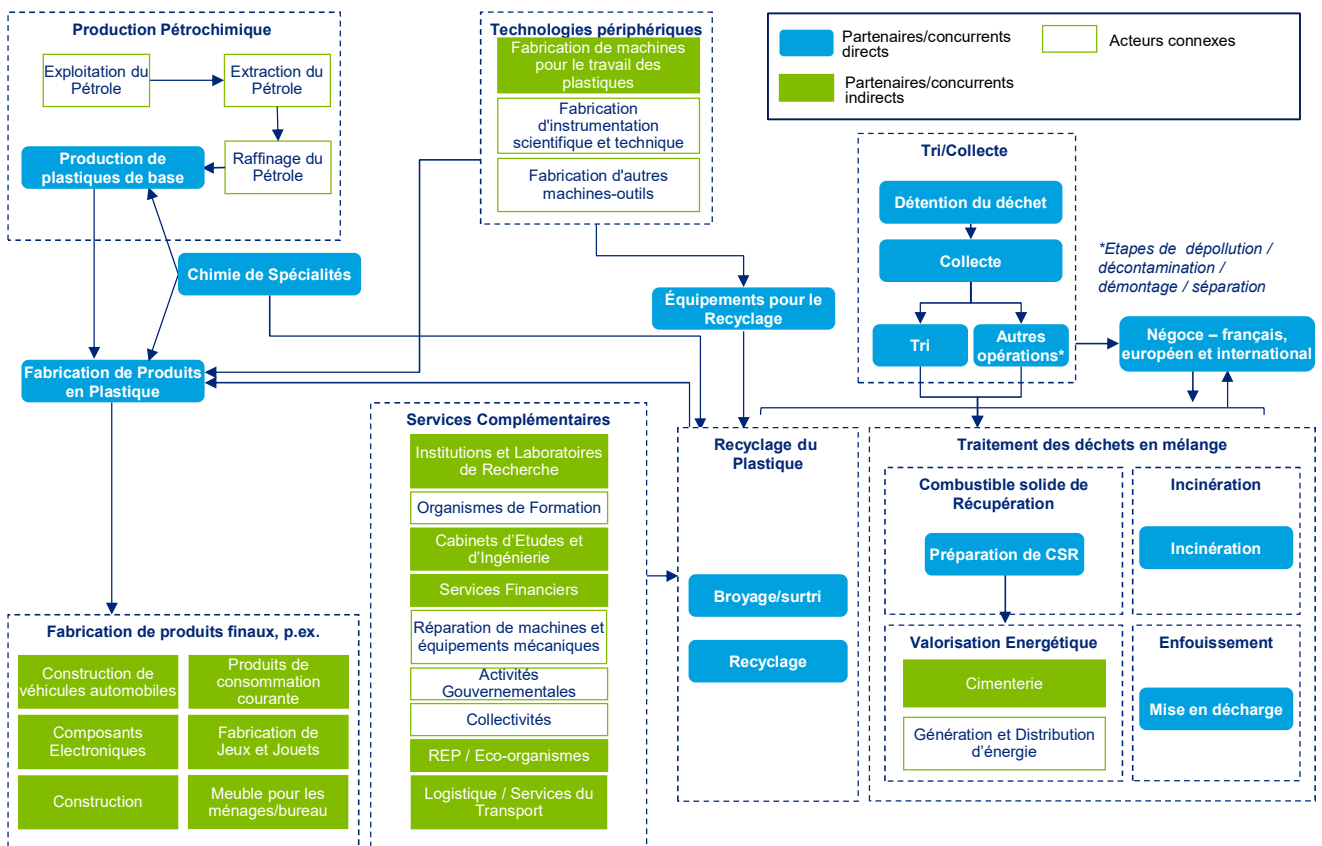 Production Pétrochimique
Exploitation du
Pétrole
Extraction du
Pétrole
Production de
plastiques de base
Raffinage du
Pétrole
Chimie de Spécialités
Fabrication de Produits
en Plastique
Technologies périphériques
Fabrication de machines
pour le travail des
plastiques
Fabrication
d'instrumentation
scientifique et technique
Fabrication d'autres
machines-outils
Équipements pour le
Recyclage
Partenaires/concurrents
directs
Acteurs connexes
Partenaires/concurrents
indirects
Tri/Collecte
Détention du déchet
Collecte
Tri
Autres
opérations*
*Etapes de dépollution /
décontamination /
démontage / séparation
Négoce – français,
européen et international
Services Complémentaires
Institutions et Laboratoires
de Recherche
Organismes de Formation
Cabinets d’Etudes et
d’Ingénierie
Services Financiers
Réparation de machines et
équipements mécaniques
Activités
Gouvernementales
Collectivités
REP / Eco-organismes
Logistique / Services du
Transport
Recyclage du
Plastique
Broyage/surtri
Recyclage
Traitement des déchets en mélange
Combustible solide de
Récupération
Préparation de CSR
Incinération
Incinération
Valorisation Energétique
Cimenterie
Génération et Distribution
d’énergie
Enfouissement
Mise en décharge
Fabrication de produits finaux, p.ex.
Construction de
véhicules automobiles
Produits de
consommation
courante
Composants
Electroniques
Fabrication de
Jeux et Jouets
Construction
Meuble pour les
ménages/bureau